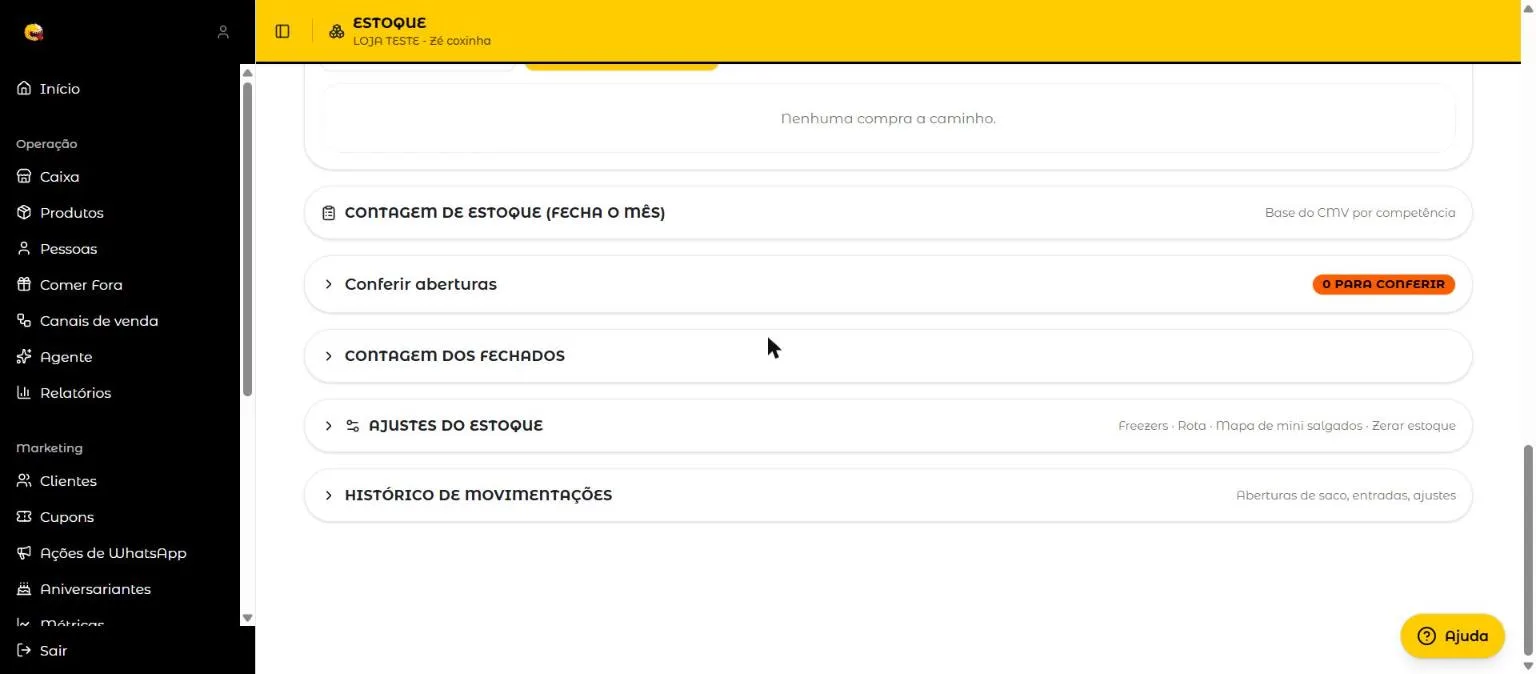 ESTOQUE
LOJA TESTE - Zé coxinha
Início
Operação
Caixa
Produtos
Pessoas
Comer Fora
Canais de venda
Agente
Relatórios
Marketing
Clientes
Cupons
Ações de WhatsApp
Aniversariantes
Métricas
Sair
Nenhuma compra a caminho.
CONTAGEM DE ESTOQUE (FECHA O MÊS)
Base do CMV por competência
Conferir aberturas
0 PARA CONFERIR
CONTAGEM DOS FECHADOS
AJUSTES DO ESTOQUE
Freezers · Rota · Mapa de mini salgados · Zerar estoque
HISTÓRICO DE MOVIMENTAÇÕES
Aberturas de saco, entradas, ajustes
Ajuda